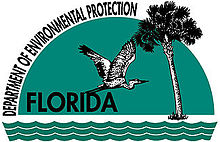 DEPARTMENT OF ENVIRONMENTAL PROTECTION
FLORIDA